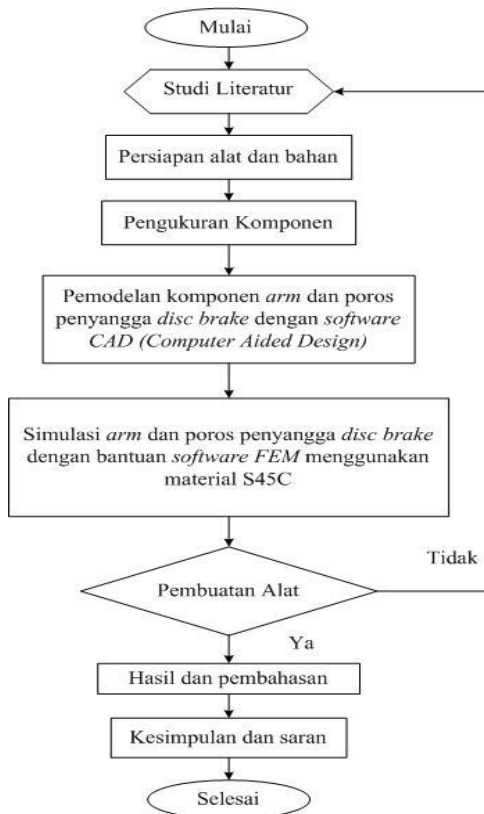 Mulai
Studi Literatur
Persiapan alat dan bahan
Pengukuran Komponen
Pemodelan komponen arm dan poros
penyangga disc brake dengan software
CAD (Computer Aided Design)
Simulasi arm dan poros penyangga disc brake
dengan bantuan software FEM menggunakan
material S45C
Tidak
Pembuatan Alat
Ya
Hasil dan pembahasan
Kesimpulan dan saran
Selesai